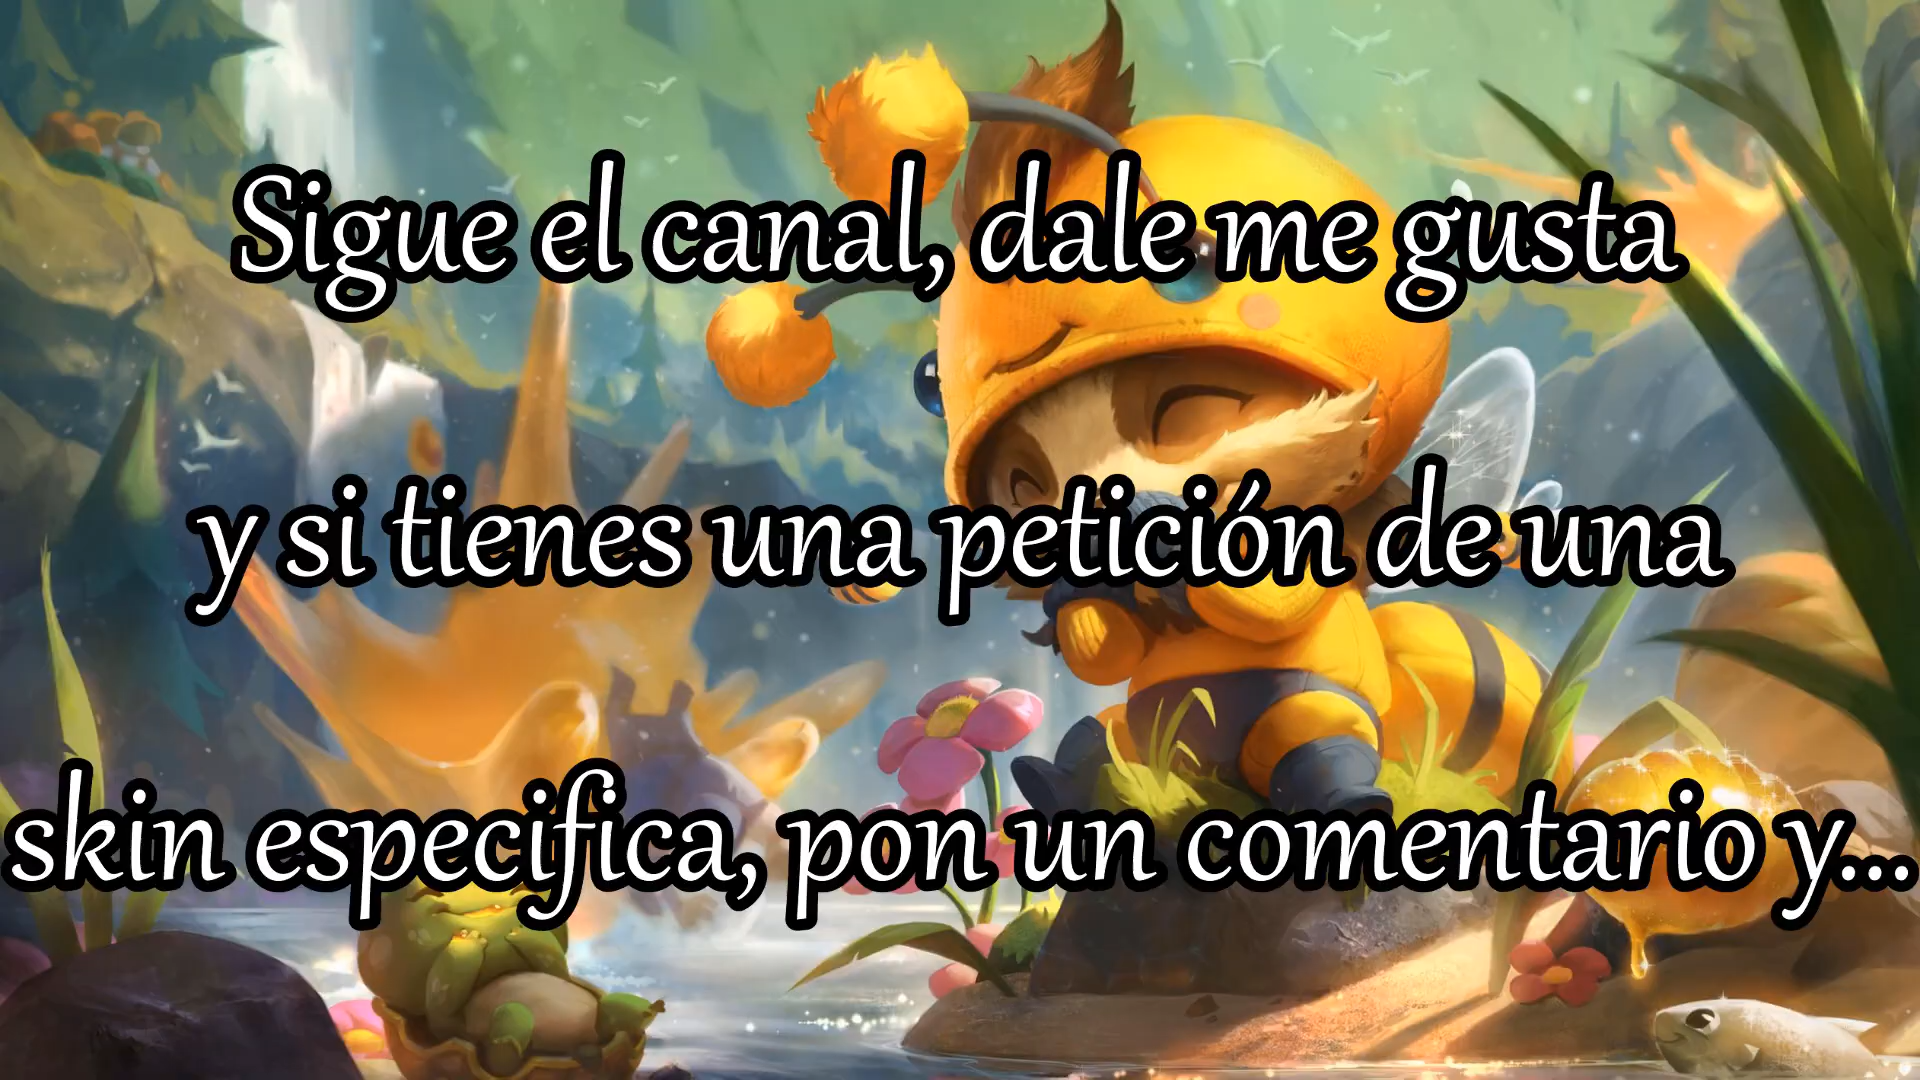 Sigue el canal, dale me gusta
y si tienes una petición de una
skin especifica, pon un comentario y...